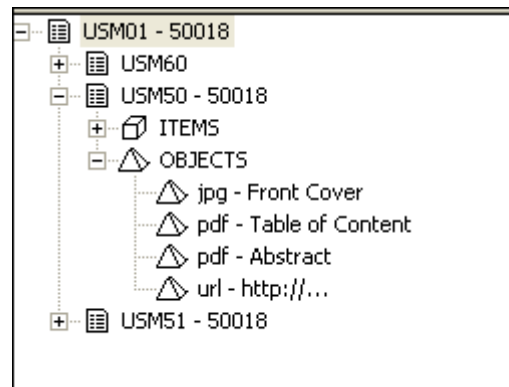 USM01 - 50018
USM60
USM50 - 50018
ITEMS
OBJECTS
jpg - Front Cover
pdf - Table of Content
pdf - Abstract
url - http://...
USM51 - 50018